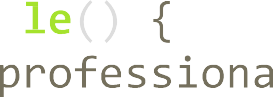 le() {
professiona